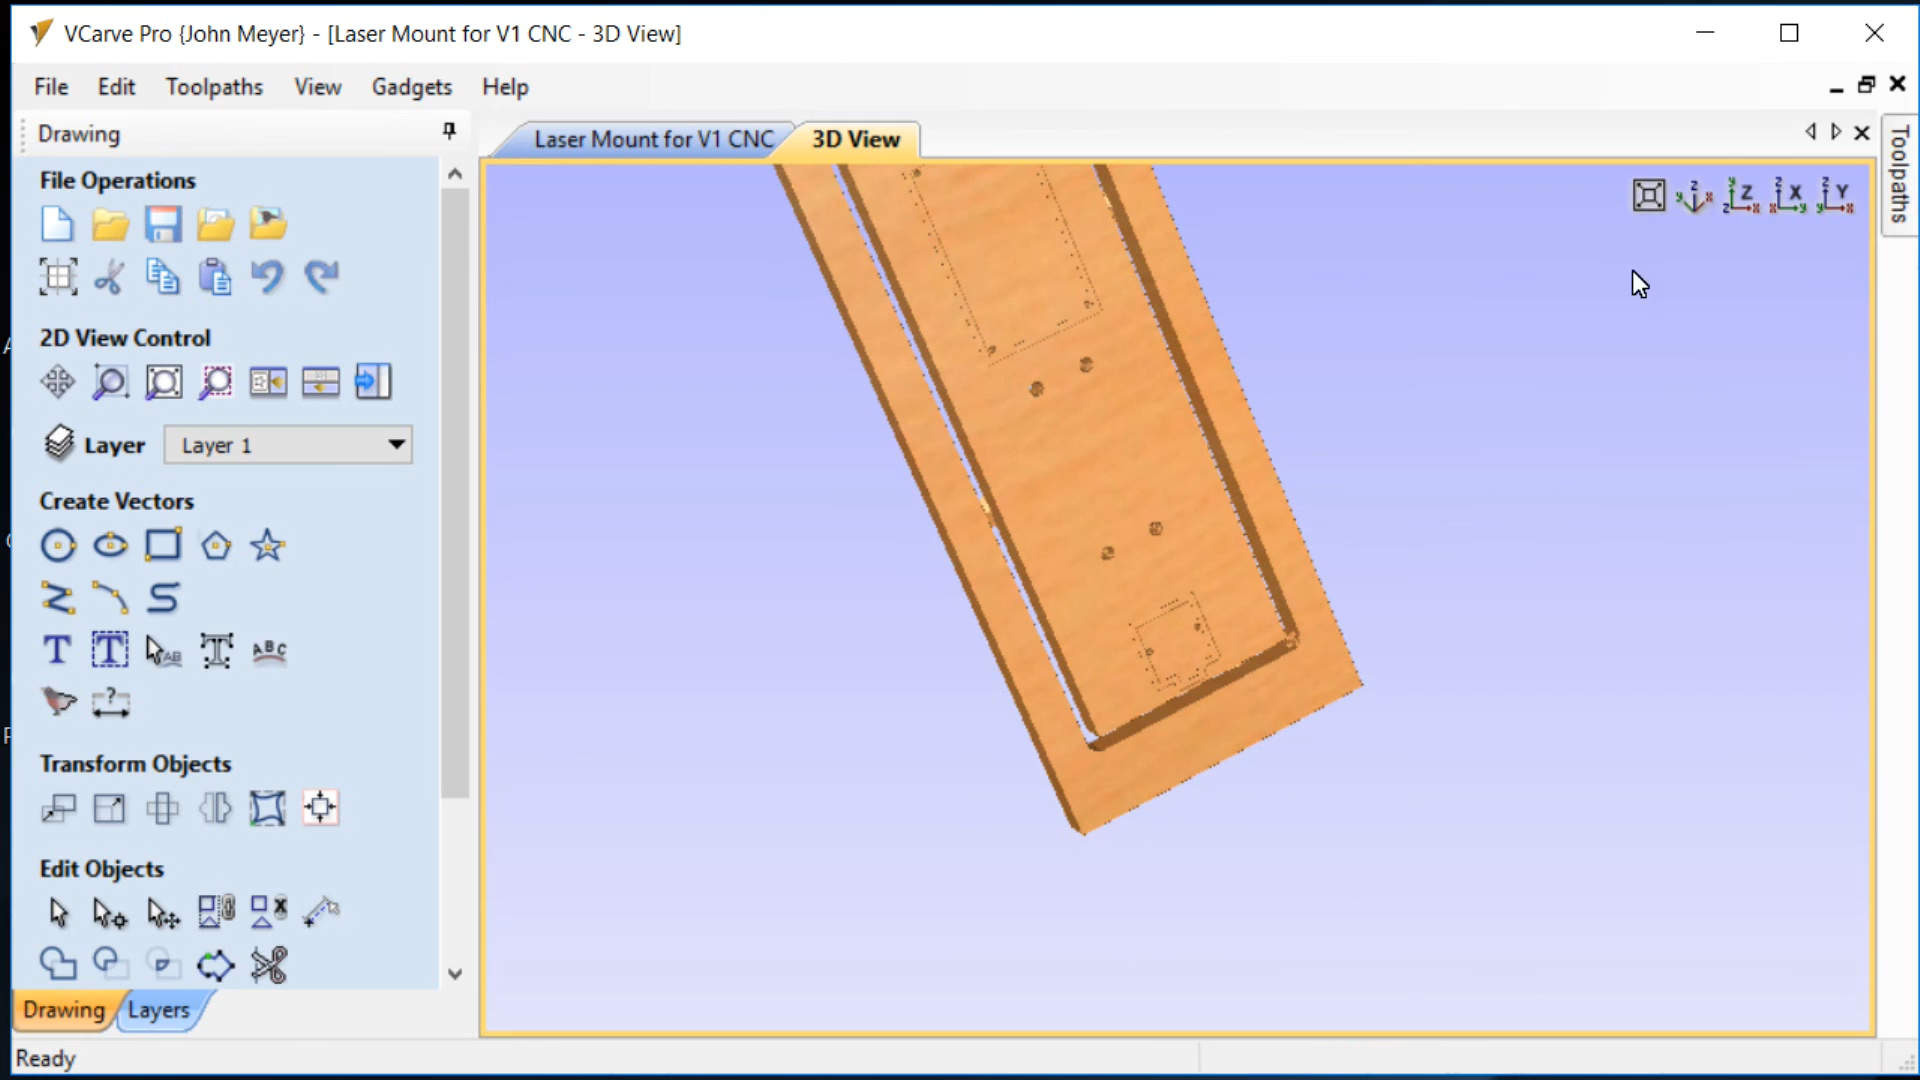 VCarve Pro {John Meyer} - [Laser Mount for V1 CNC - 3D View]
File Edit Toolpaths View Gadgets Help
Drawing
Laser Mount for V1 CNC
3D View
Toolpaths
File Operations
2D View Control
Layer
Layer 1
Create Vectors
Transform Objects
Edit Objects
Drawing
Layers
Ready